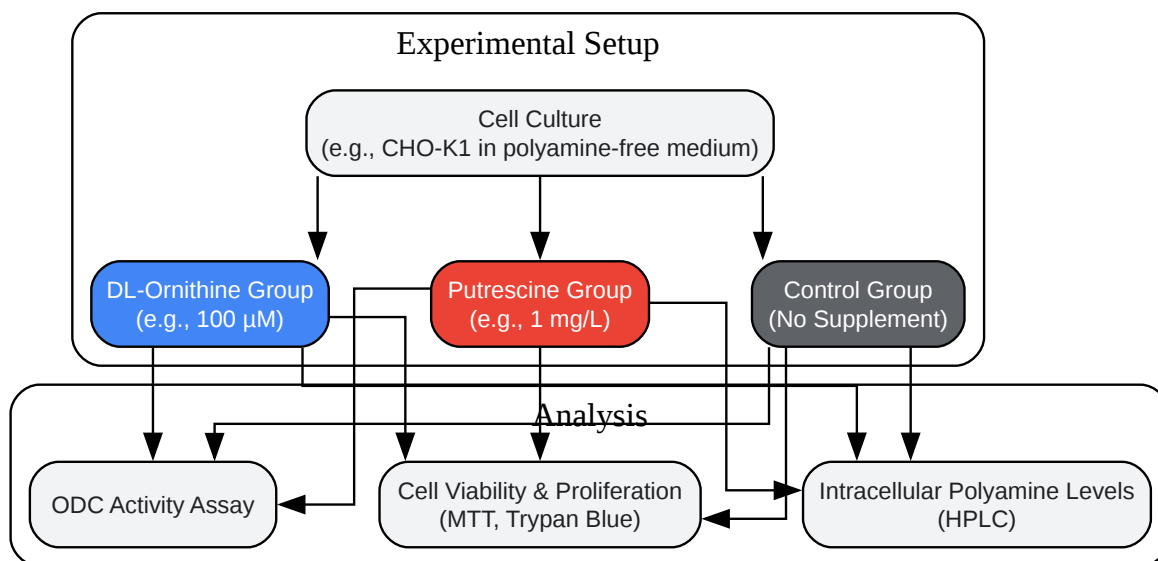 Experimental Setup
Cell Culture
(e.g., CHO-K1 in polyamine-free medium)
DL-Ornithine Group
(e.g., 100 µM)
Putrescine Group
(e.g., 1 mg/L)
Control Group
(No Supplement)
Analysis
ODC Activity Assay
Cell Viability & Proliferation
(MTT, Trypan Blue)
Intracellular Polyamine Levels
(HPLC)